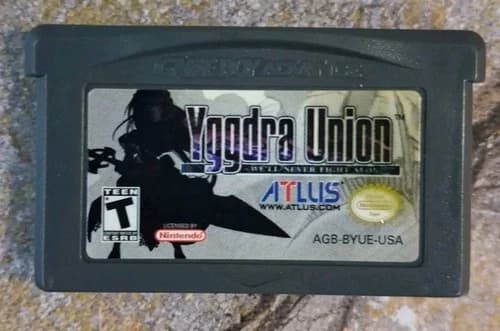 GAME BOY ADVANCE
Yggdra Union™
WE'LL NEVER FIGHT ALONE
ATLUS®
WWW.ATLUS.COM
TEEN
T
ESRB
LICENSED BY
Nintendo
AGB-BYUE-USA